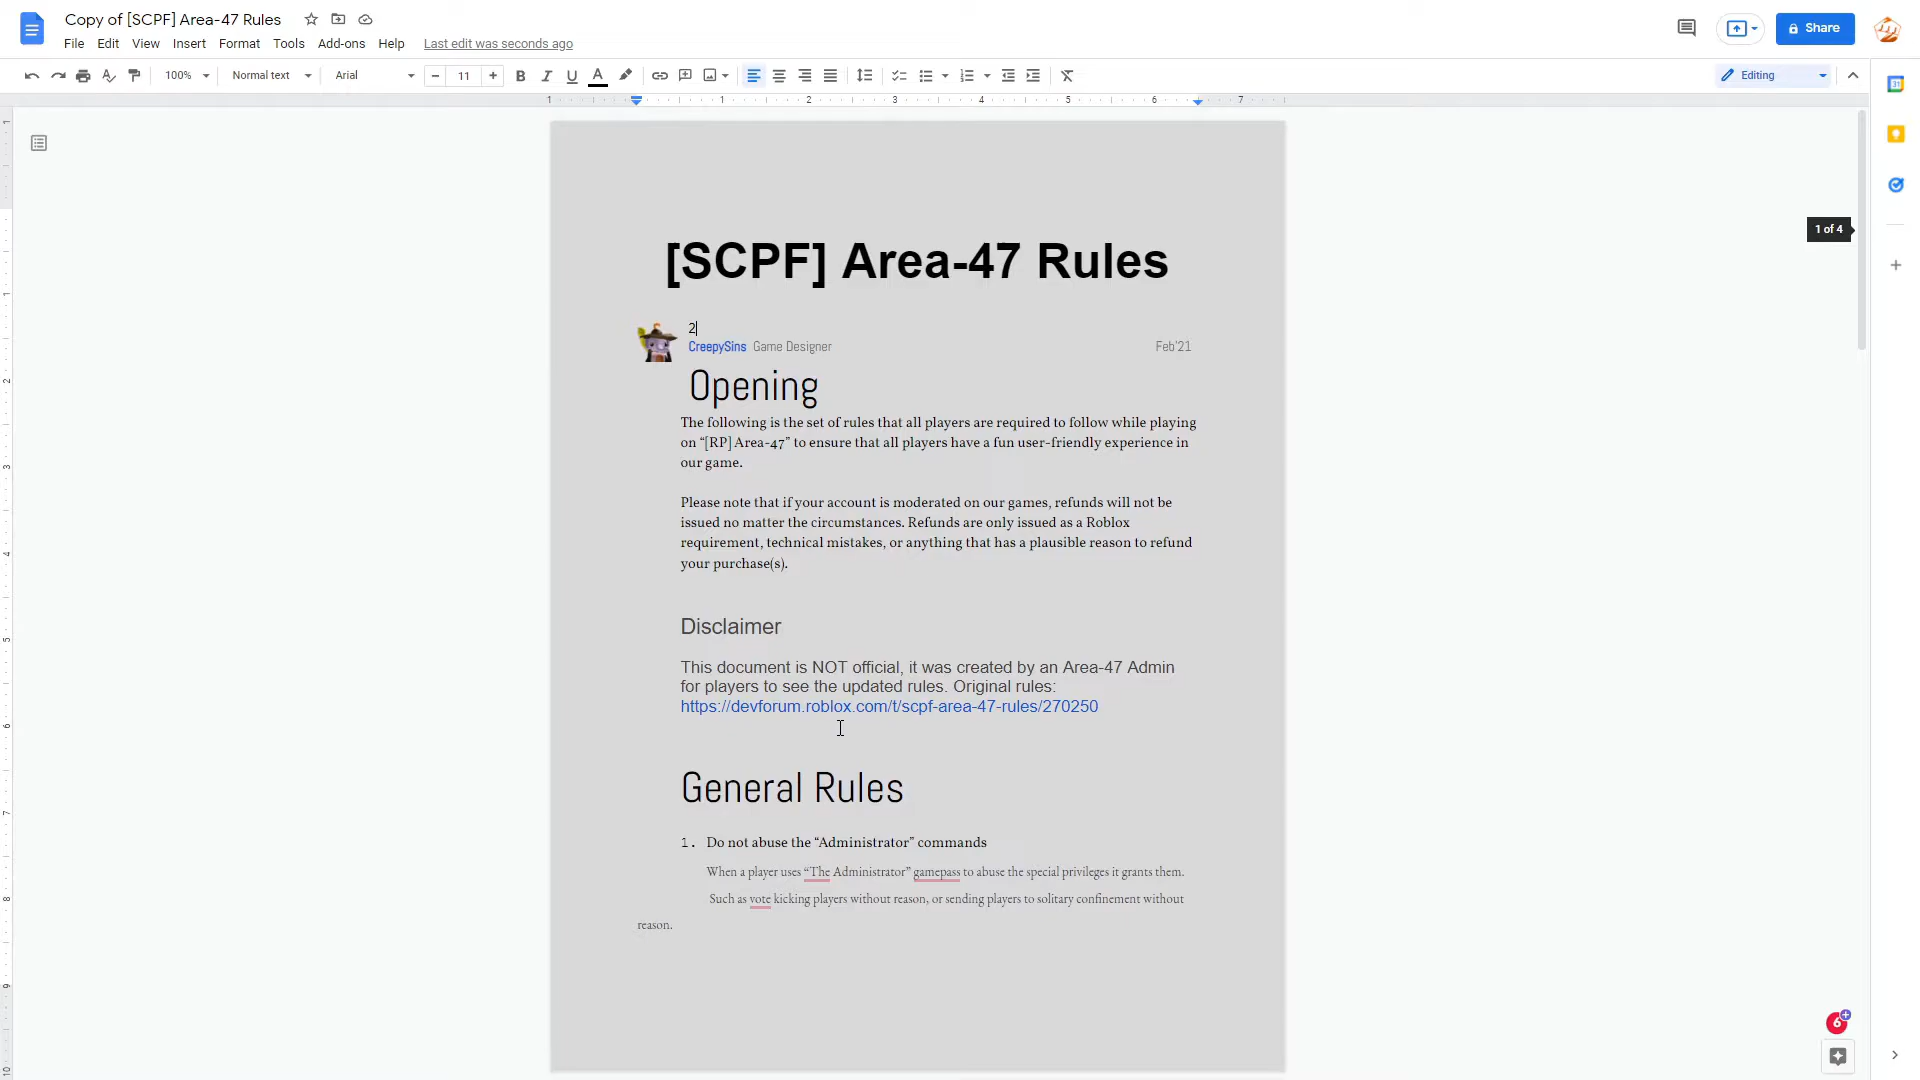 Copy of [SCPF] Area-47 Rules
File Edit View Insert Format Tools Add-ons Help Last edit was seconds ago
Share
100% Normal text Arial 11
Editing
1 1 2 3 4 5 6 7
1 of 4
[SCPF] Area-47 Rules
2
CreepySins Game Designer Feb'21
Opening
The following is the set of rules that all players are required to follow while playing
on “[RP] Area-47” to ensure that all players have a fun user-friendly experience in
our game.
Please note that if your account is moderated on our games, refunds will not be
issued no matter the circumstances. Refunds are only issued as a Roblox
requirement, technical mistakes, or anything that has a plausible reason to refund
your purchase(s).
Disclaimer
This document is NOT official, it was created by an Area-47 Admin
for players to see the updated rules. Original rules:
https://devforum.roblox.com/t/scpf-area-47-rules/270250
General Rules
1. Do not abuse the “Administrator” commands
When a player uses “The Administrator” gamepass to abuse the special privileges it grants them.
Such as vote kicking players without reason, or sending players to solitary confinement without
reason.
6